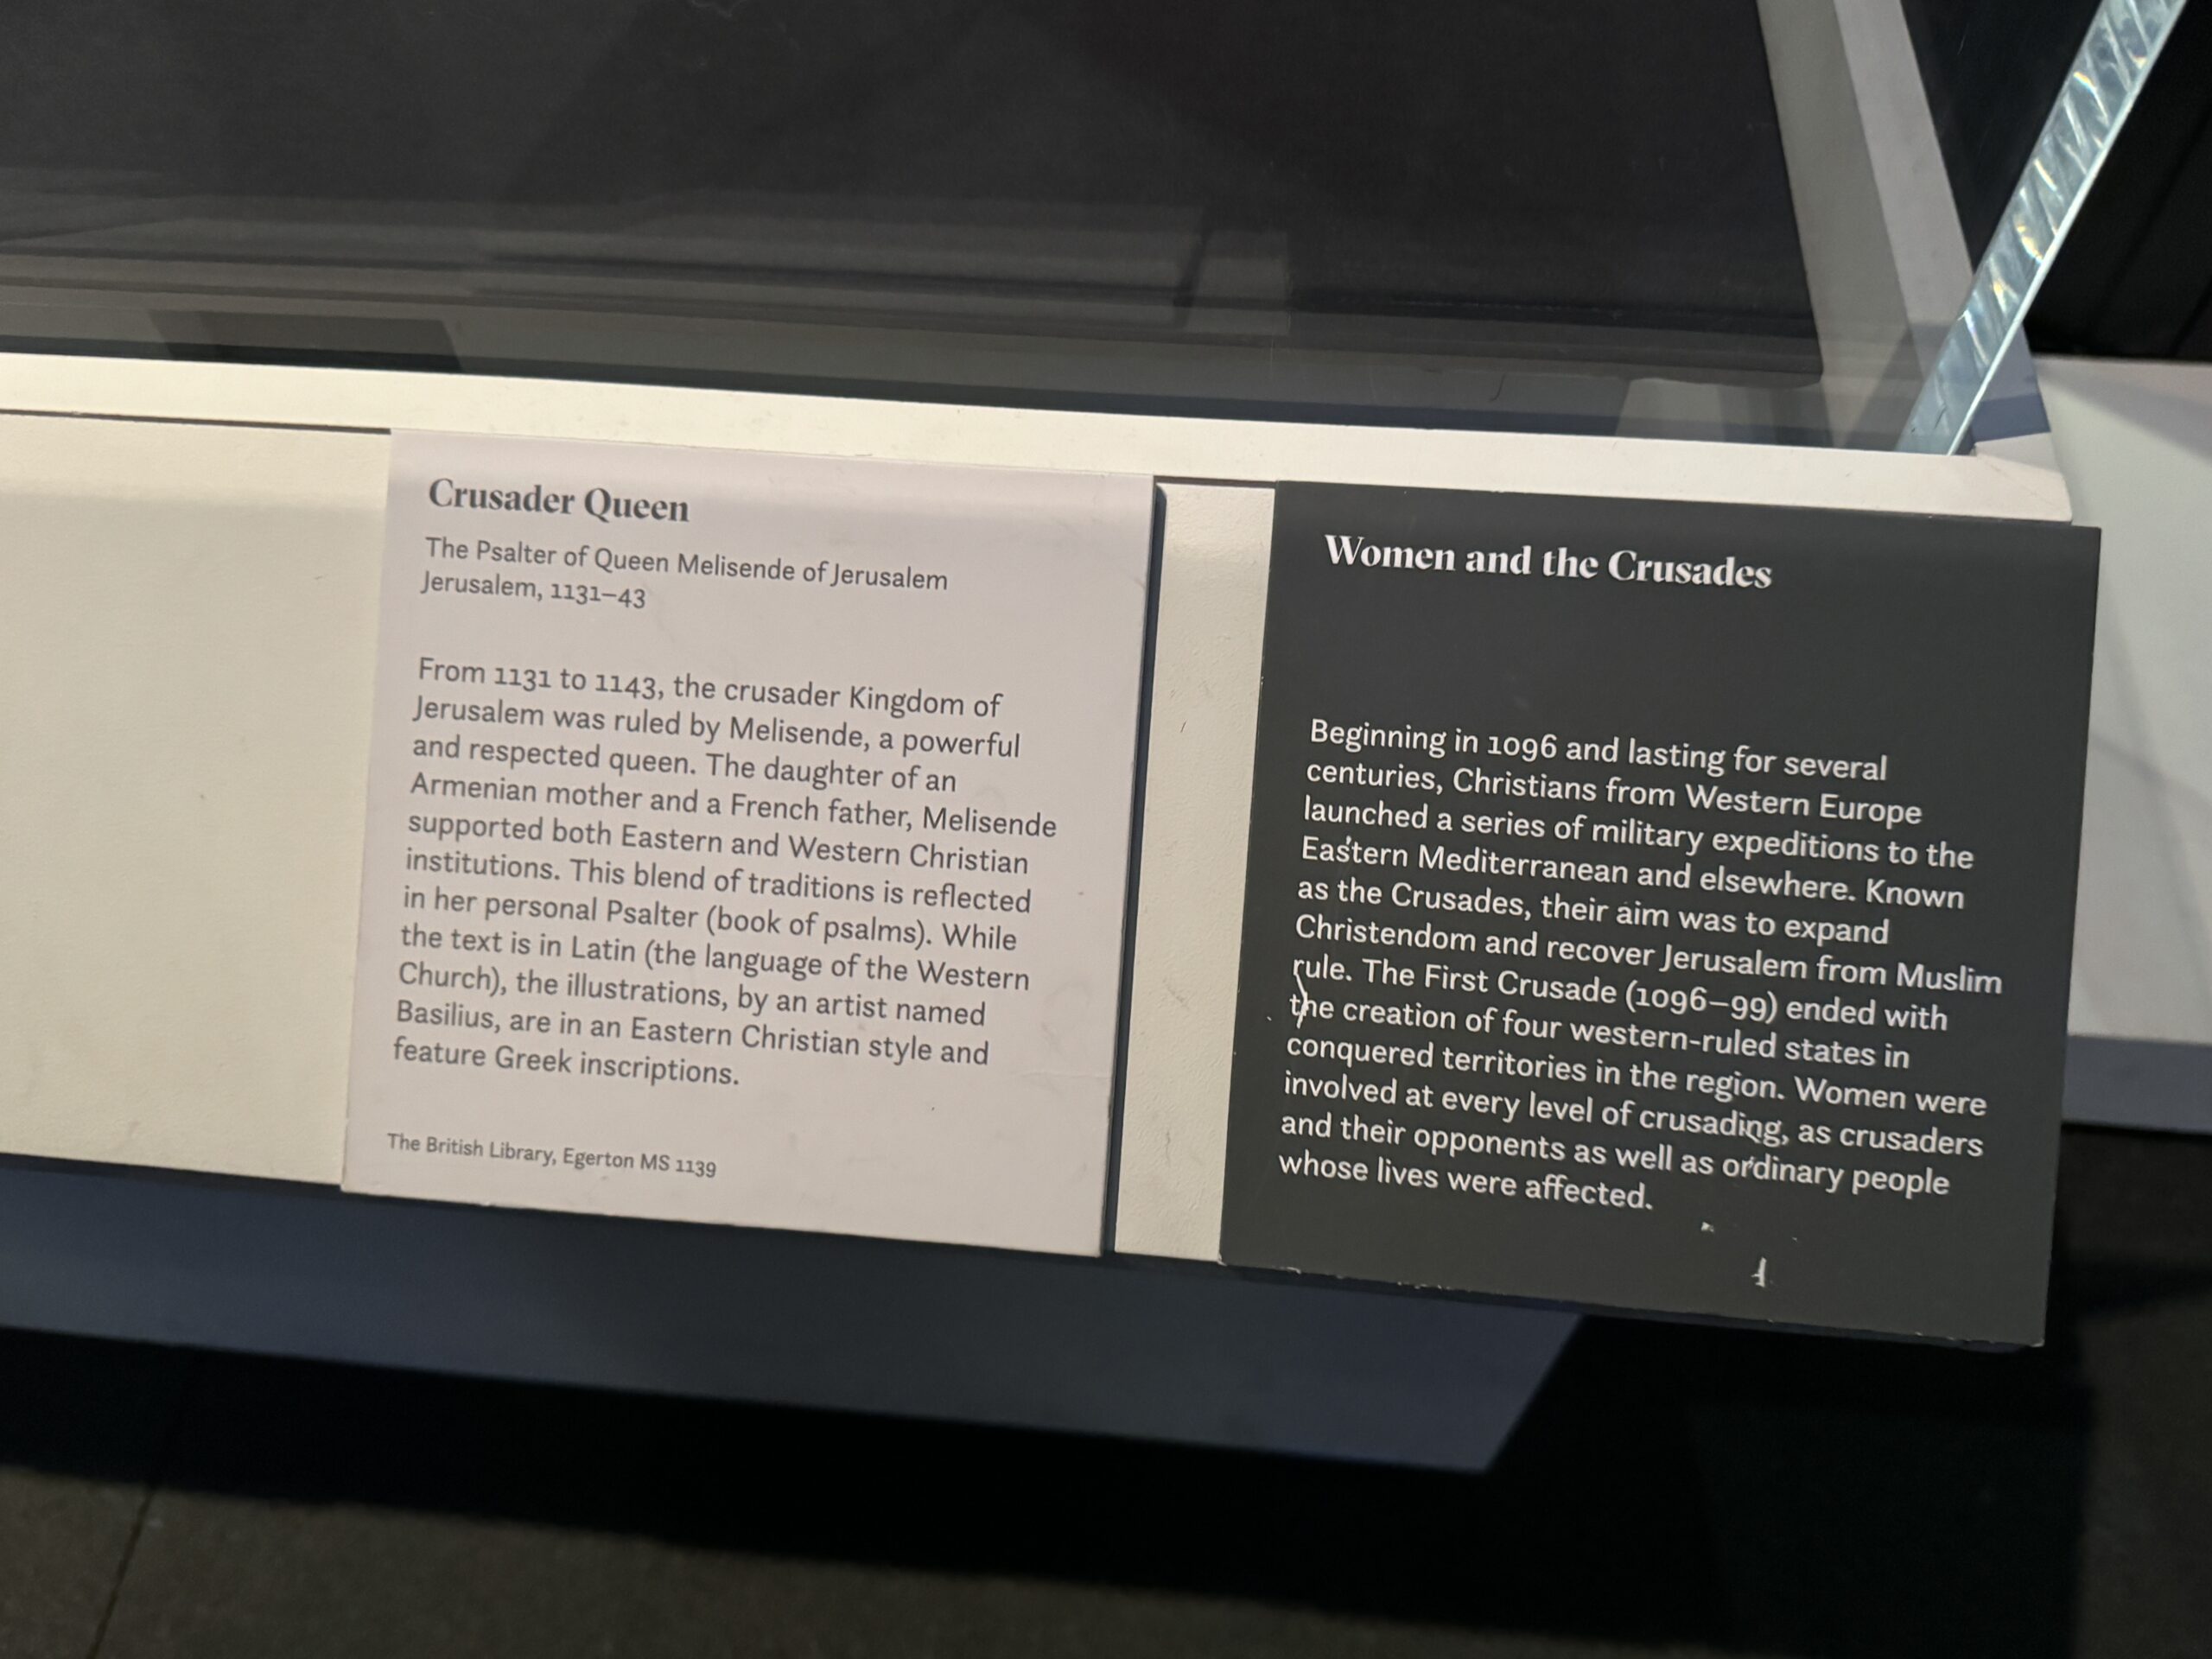 Crusader Queen
The Psalter of Queen Melisende of Jerusalem
Jerusalem, 1131–43
From 1131 to 1143, the crusader Kingdom of
Jerusalem was ruled by Melisende, a powerful
and respected queen. The daughter of an
Armenian mother and a French father, Melisende
supported both Eastern and Western Christian
institutions. This blend of traditions is reflected
in her personal Psalter (book of psalms). While
the text is in Latin (the language of the Western
Church), the illustrations, by an artist named
Basilius, are in an Eastern Christian style and
feature Greek inscriptions.
The British Library, Egerton MS 1139
Women and the Crusades
Beginning in 1096 and lasting for several
centuries, Christians from Western Europe
launched a series of military expeditions to the
Eastern Mediterranean and elsewhere. Known
as the Crusades, their aim was to expand
Christendom and recover Jerusalem from Muslim
rule. The First Crusade (1096–99) ended with
the creation of four western-ruled states in
conquered territories in the region. Women were
involved at every level of crusading, as crusaders
and their opponents as well as ordinary people
whose lives were affected.